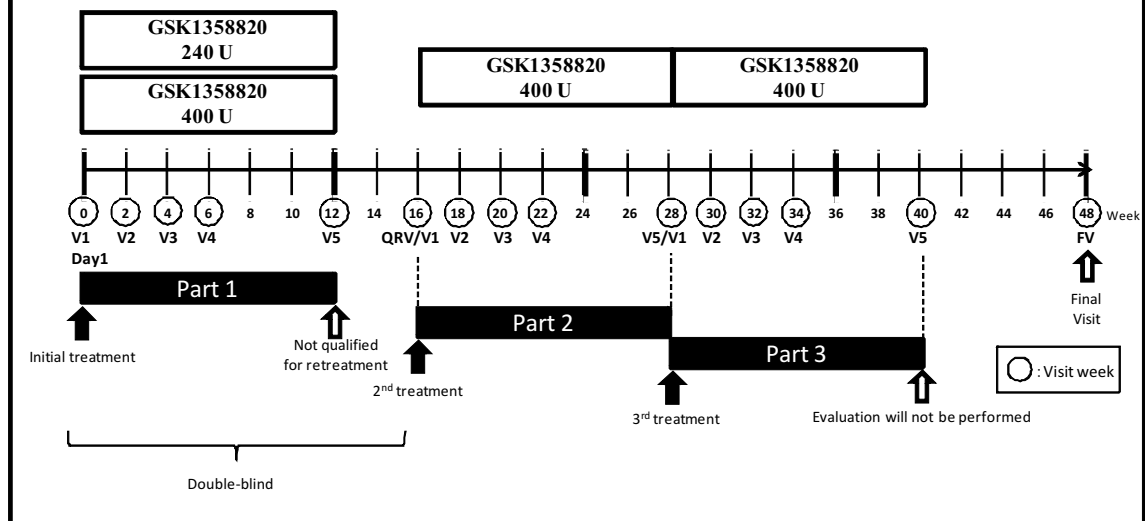 GSK1358820
240 U
GSK1358820
400 U
GSK1358820
400 U
GSK1358820
400 U
0 2 4 6 8 10 12 14 16 18 20 22 24 26 28 30 32 34 36 38 40 42 44 46 48 Week
V1 V2 V3 V4 V5 QRV/V1 V2 V3 V4 V5/V1 V2 V3 V4 V5 FV
Day1
Part 1
Part 2
Part 3
Initial treatment
Not qualified
for retreatment
2nd treatment
3rd treatment
Evaluation will not be performed
Final
Visit
: Visit week
Double-blind